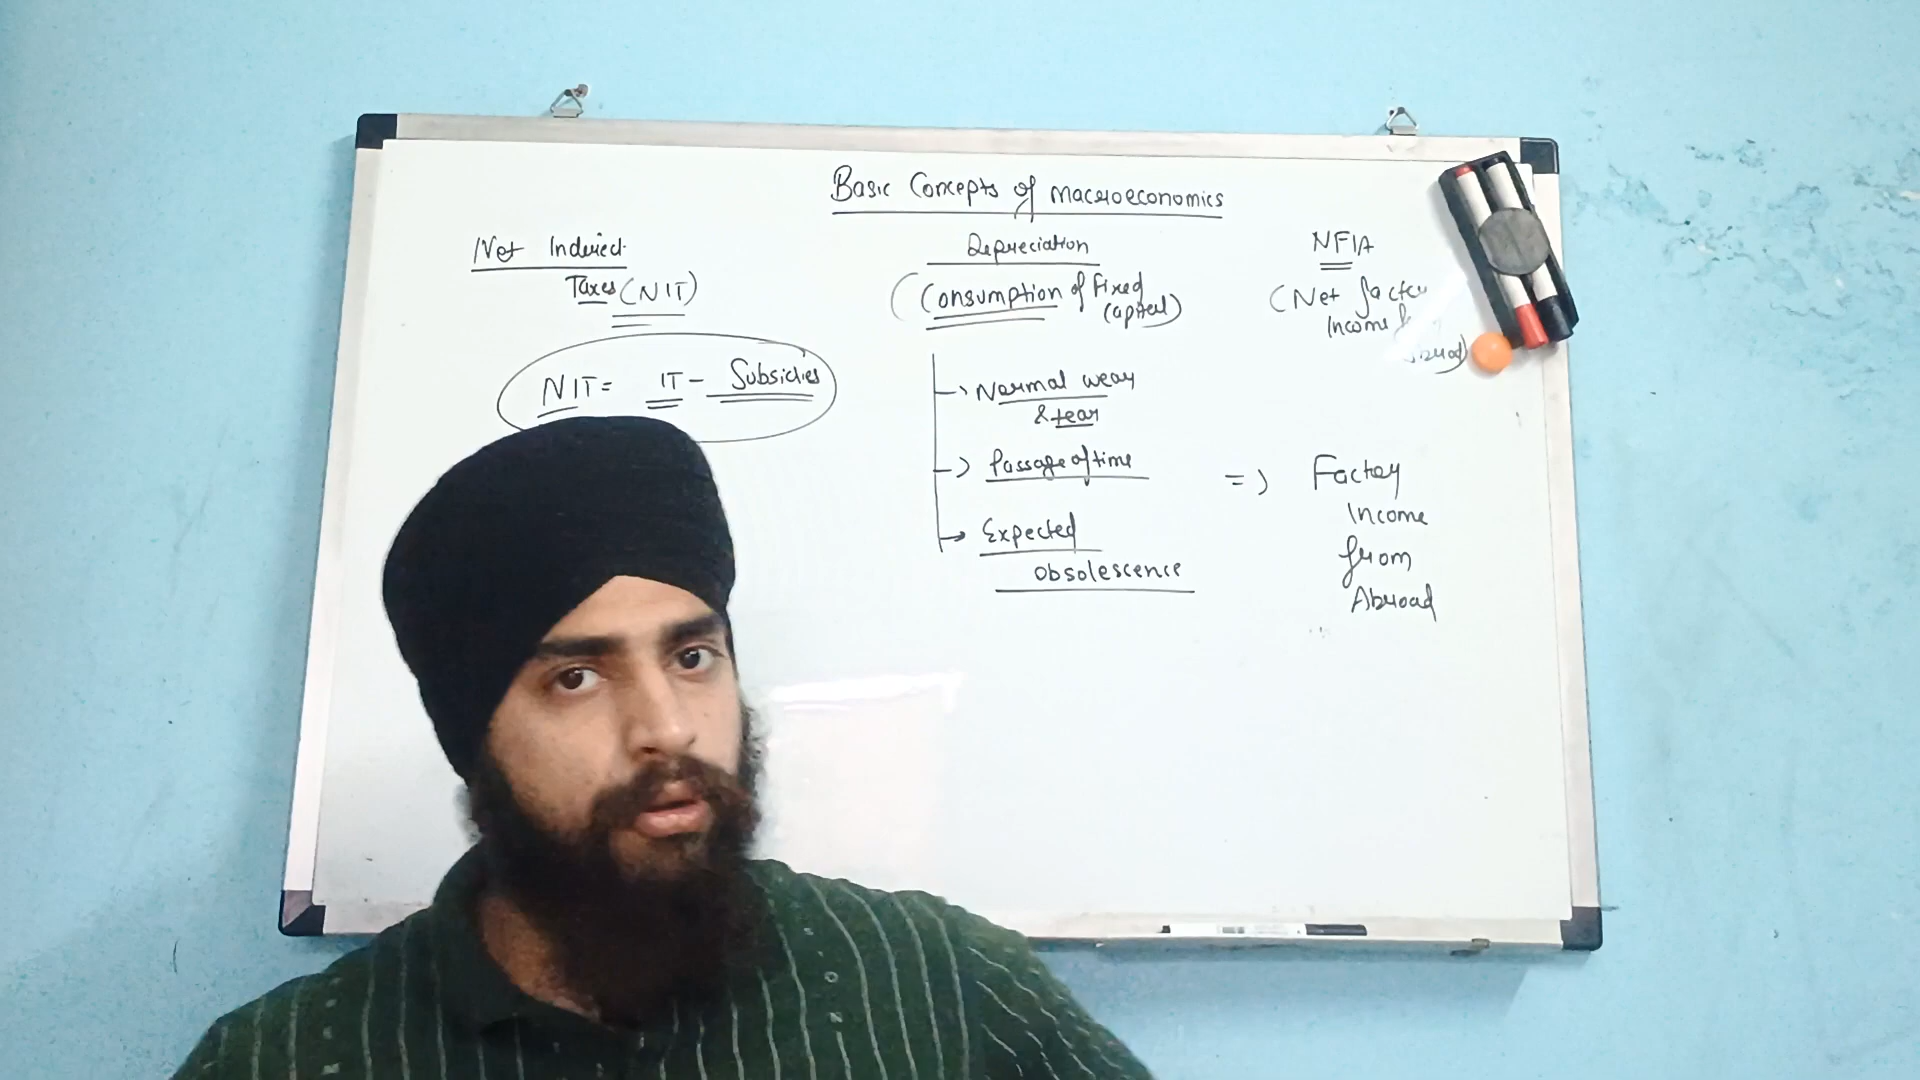 Basic Concepts of macroeconomics
Net Indirect
Taxes (NIT)
NIT = IT - Subsidies
Depreciation
(Consumption of Fixed
Capital)
Normal wear
& tear
Passage of time
Expected
obsolescence
NFIA
(Net factor
Income
=> Factor
Income
from
Abroad